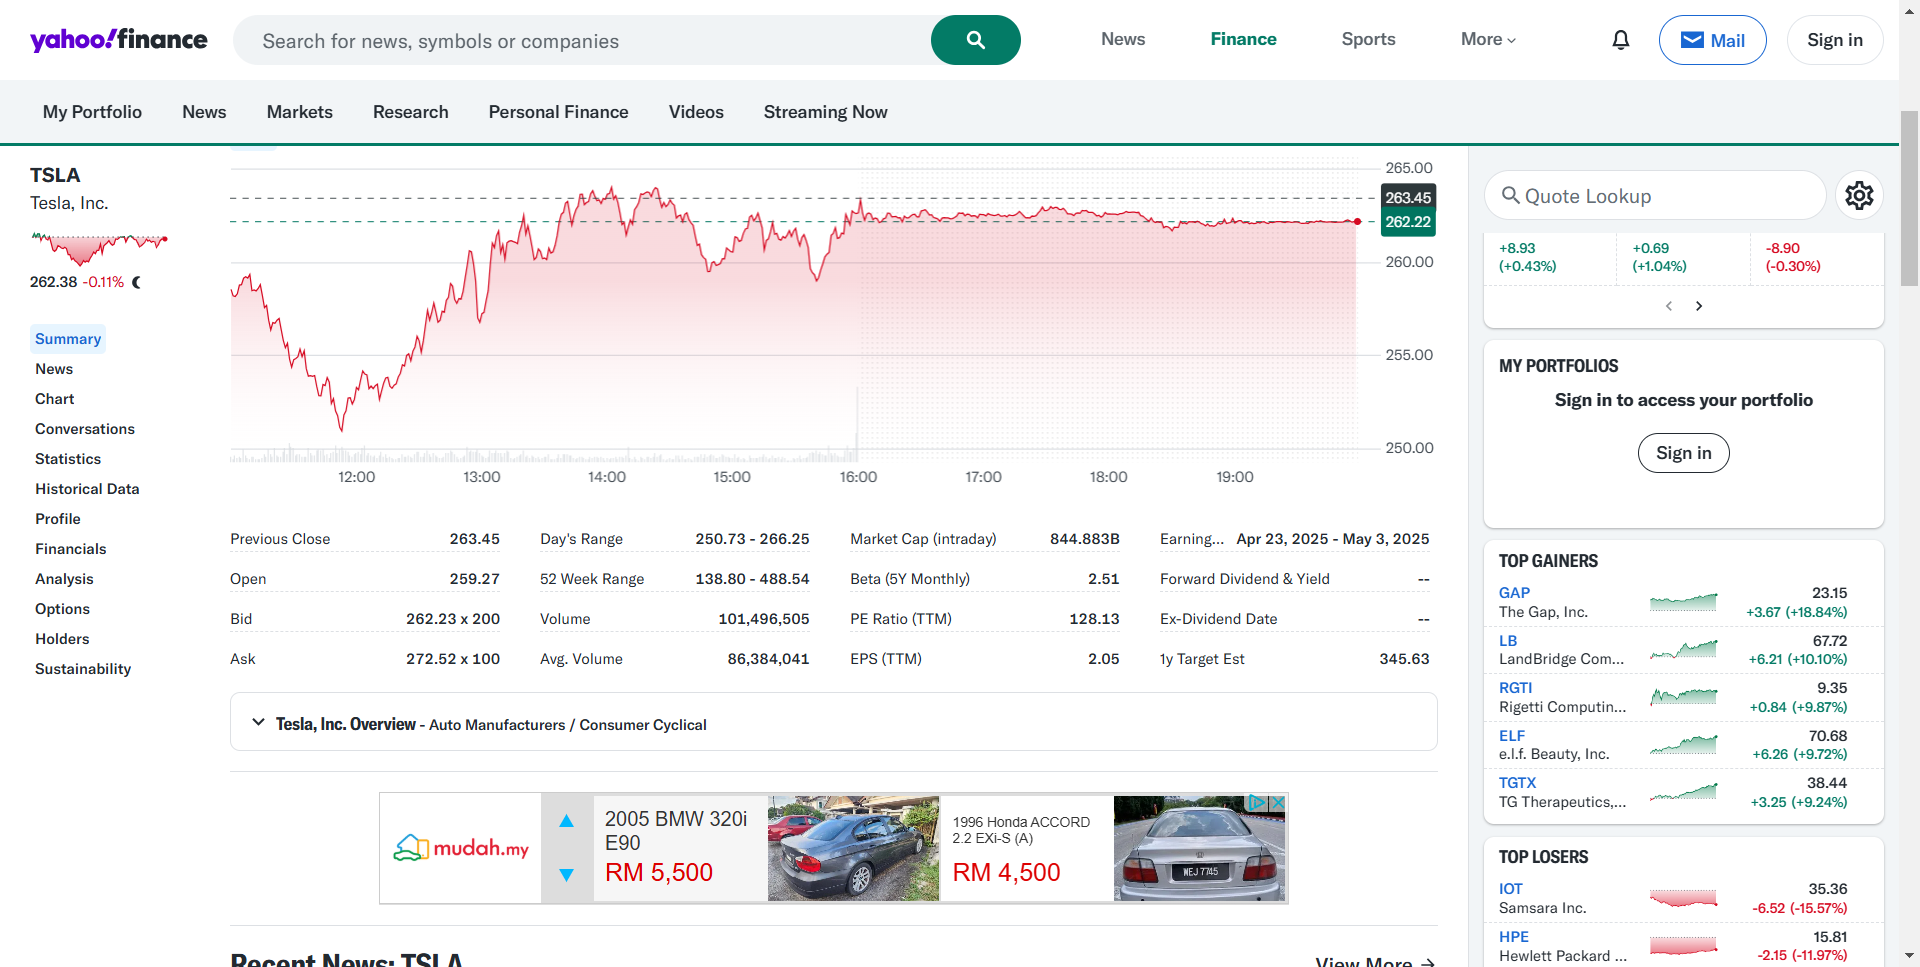 yahoo!finance
Search for news, symbols or companies
News
Finance
Sports
More
Mail
Sign in
My Portfolio
News
Markets
Research
Personal Finance
Videos
Streaming Now
TSLA
Tesla, Inc.
262.38 -0.11%
Summary
News
Chart
Conversations
Statistics
Historical Data
Profile
Financials
Analysis
Options
Holders
Sustainability
265.00
263.45
262.22
260.00
255.00
250.00
12:00
13:00
14:00
15:00
16:00
17:00
18:00
19:00
Previous Close 263.45
Open 259.27
Bid 262.23 x 200
Ask 272.52 x 100
Day's Range 250.73 - 266.25
52 Week Range 138.80 - 488.54
Volume 101,496,505
Avg. Volume 86,384,041
Market Cap (intraday) 844.883B
Beta (5Y Monthly) 2.51
PE Ratio (TTM) 128.13
EPS (TTM) 2.05
Earning... Apr 23, 2025 - May 3, 2025
Forward Dividend & Yield --
Ex-Dividend Date --
1y Target Est 345.63
Tesla, Inc. Overview - Auto Manufacturers / Consumer Cyclical
mudah.my
2005 BMW 320i
E90
RM 5,500
1996 Honda ACCORD
2.2 EXi-S (A)
RM 4,500
WEJ 7745
Recent News: TSLA
View More
Quote Lookup
+8.93
(+0.43%)
+0.69
(+1.04%)
-8.90
(-0.30%)
MY PORTFOLIOS
Sign in to access your portfolio
Sign in
TOP GAINERS
GAP 23.15
The Gap, Inc. +3.67 (+18.84%)
LB 67.72
LandBridge Com... +6.21 (+10.10%)
RGTI 9.35
Rigetti Computin... +0.84 (+9.87%)
ELF 70.68
e.l.f. Beauty, Inc. +6.26 (+9.72%)
TGTX 38.44
TG Therapeutics,... +3.25 (+9.24%)
TOP LOSERS
IOT 35.36
Samsara Inc. -6.52 (-15.57%)
HPE 15.81
Hewlett Packard ... -2.15 (-11.97%)